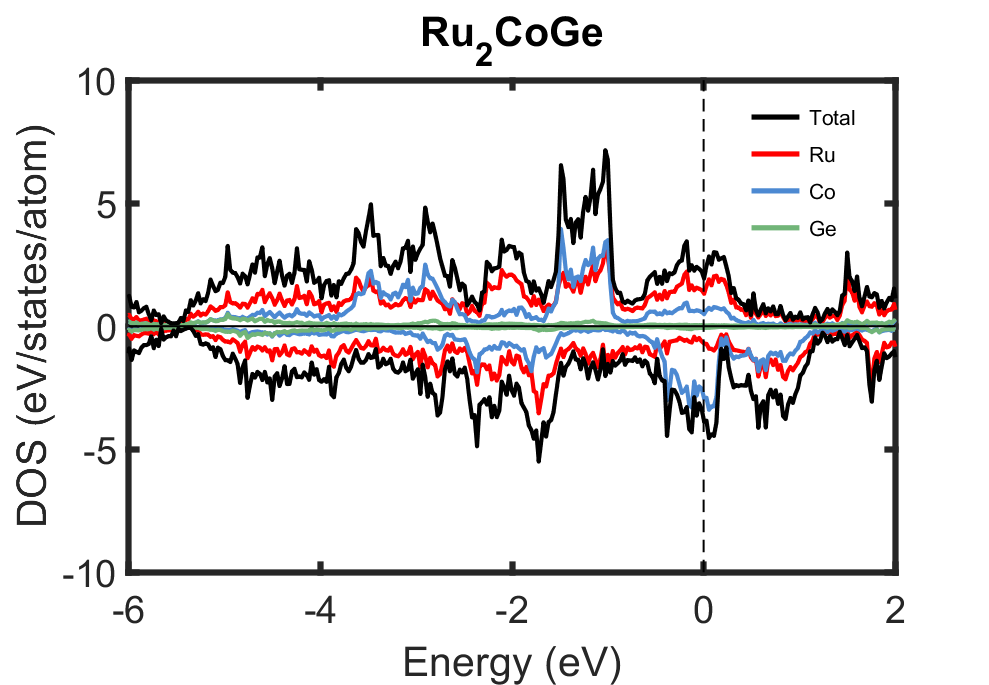 Ru2CoGe
10
5
0
-5
-10
DOS (eV/states/atom)
Total
Ru
Co
Ge
-6
-4
-2
0
2
Energy (eV)